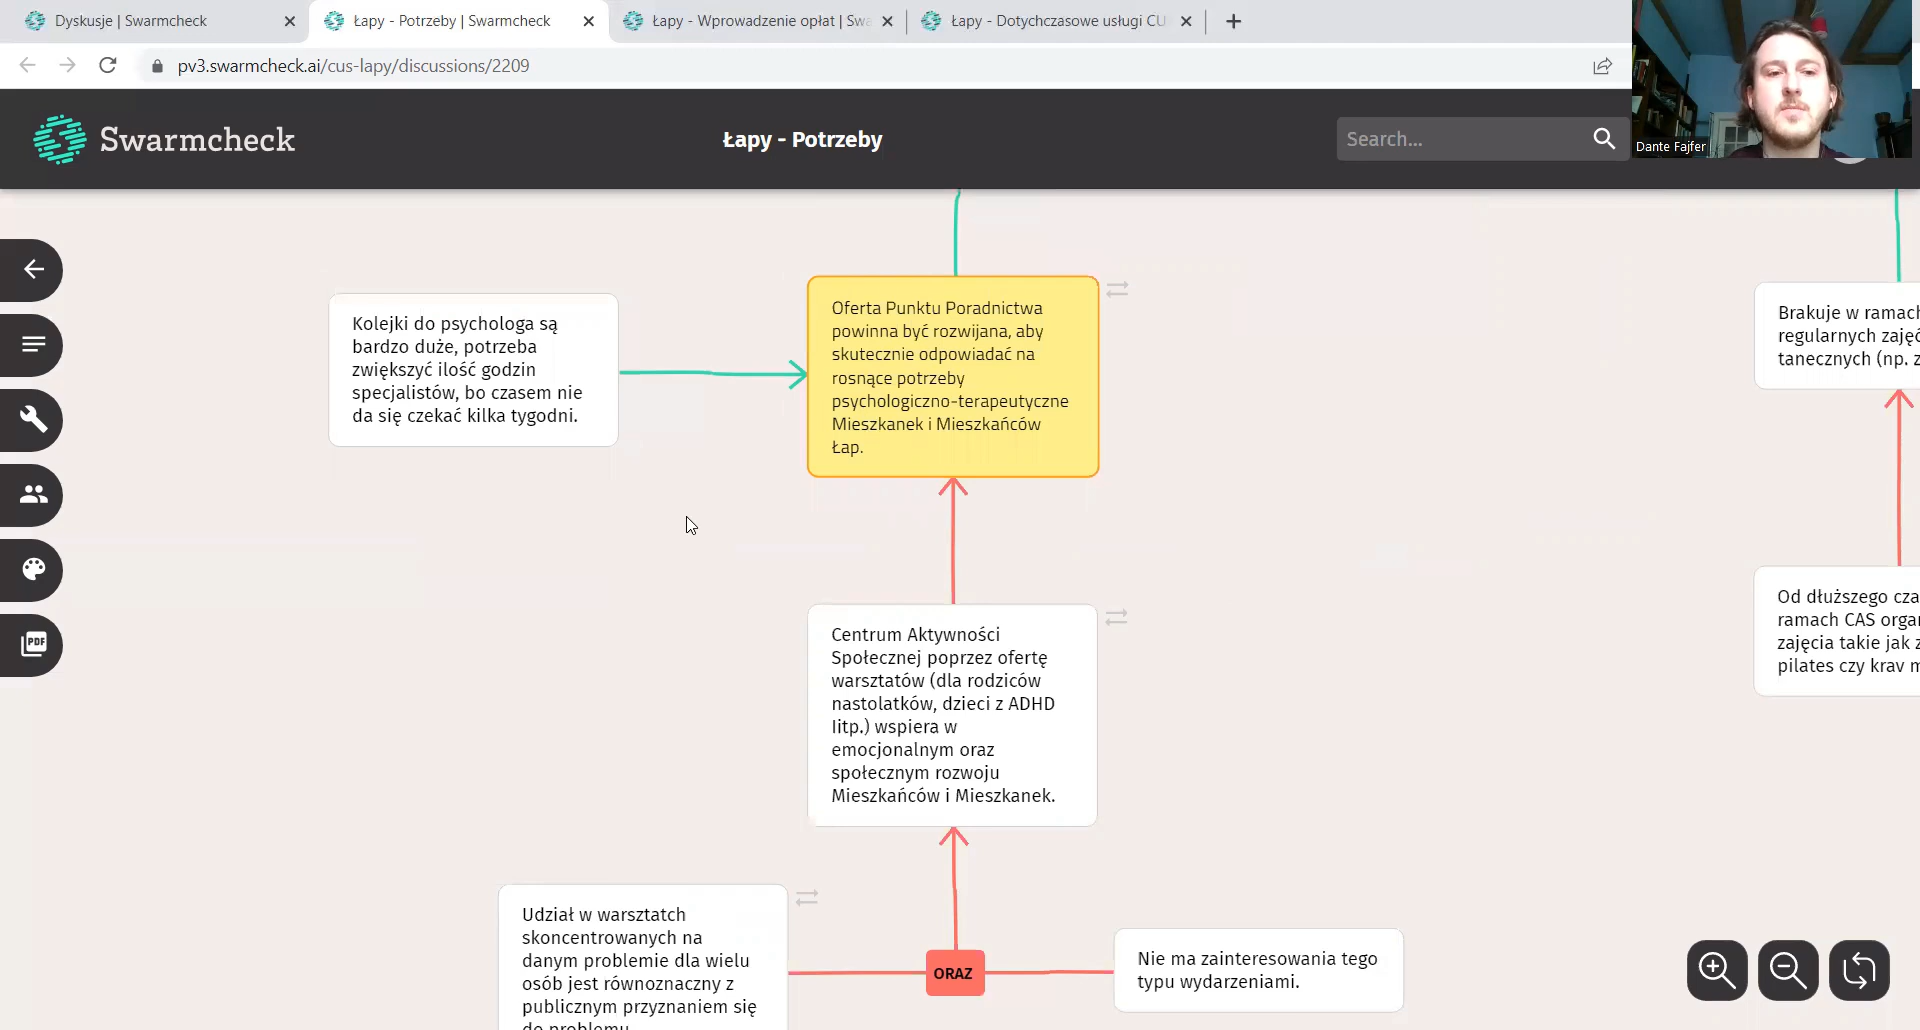 Dyskusje | Swarmcheck
Łapy - Potrzeby | Swarmcheck
Łapy - Wprowadzenie opłat | Swa
Łapy - Dotychczasowe usługi CU
pv3.swarmcheck.ai/cus-lapy/discussions/2209
Swarmcheck
Łapy - Potrzeby
Search...
Dante Fajfer
Kolejki do psychologa są
bardzo duże, potrzeba
zwiększyć ilość godzin
specjalistów, bo czasem nie
da się czekać kilka tygodni.
Oferta Punktu Poradnictwa
powinna być rozwijana, aby
skutecznie odpowiadać na
rosnące potrzeby
psychologiczno-terapeutyczne
Mieszkanek i Mieszkańców
Łap.
Brakuje w ramach
regularnych zajęć
tanecznych (np. z
Centrum Aktywności
Społecznej poprzez ofertę
warsztatów (dla rodziców
nastolatków, dzieci z ADHD
Iitp.) wspiera w
emocjonalnym oraz
społecznym rozwoju
Mieszkańców i Mieszkanek.
Od dłuższego cza
ramach CAS orga
zajęcia takie jak z
pilates czy krav m
Udział w warsztatch
skoncentrowanych na
danym problemie dla wielu
osób jest równoznaczny z
publicznym przyznaniem się
do problemu
ORAZ
Nie ma zainteresowania tego
typu wydarzeniami.
PDF